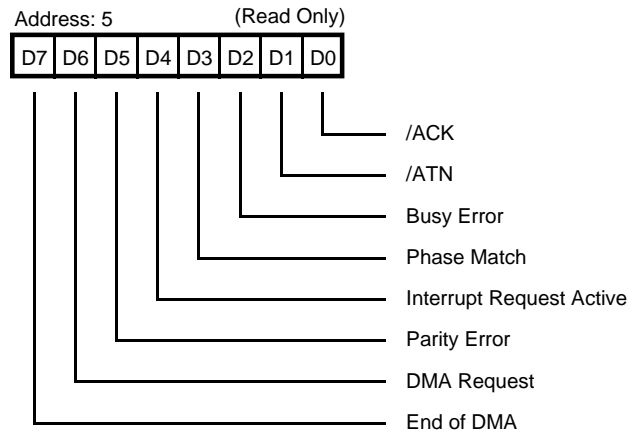 Address: 5 (Read Only)
D7 D6 D5 D4 D3 D2 D1 D0
/ACK
/ATN
Busy Error
Phase Match
Interrupt Request Active
Parity Error
DMA Request
End of DMA